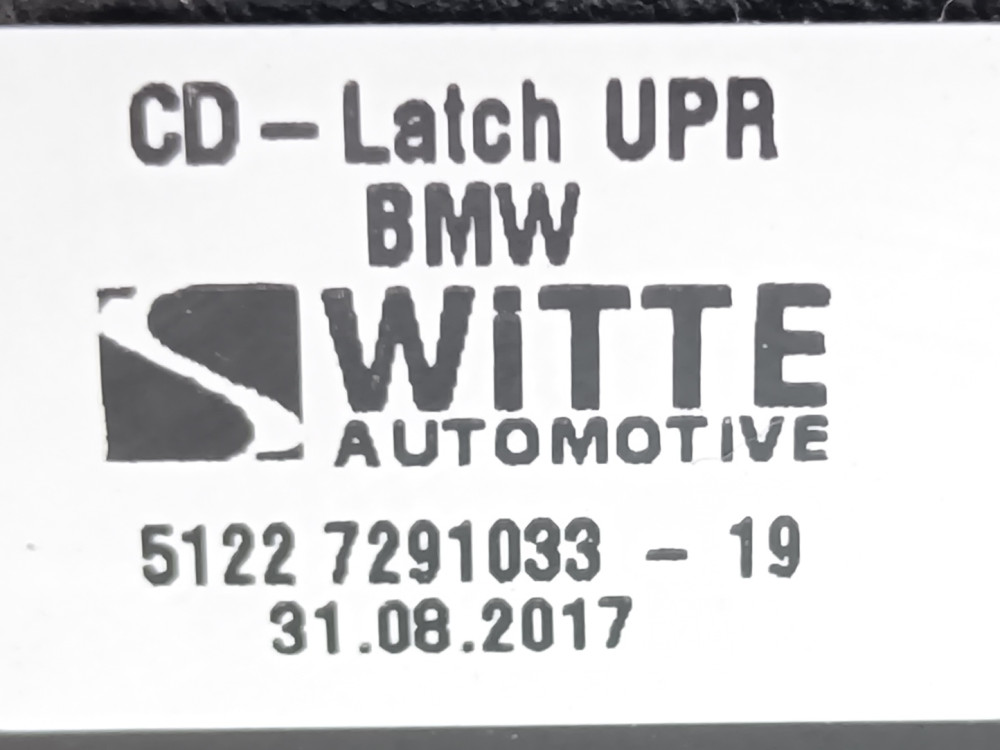 CD - Latch UPR
BMW
WiTTE
AUTOMOTIVE
5122 7291033 - 19
31.08.2017